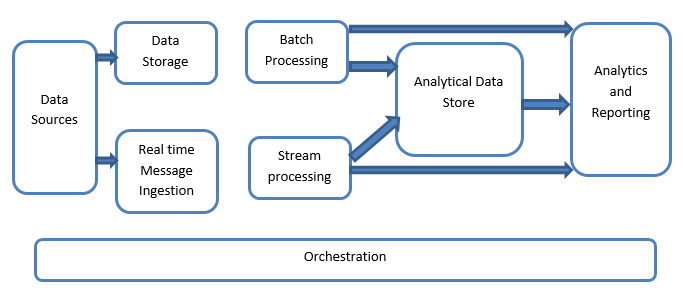 Data
Sources
Data
Storage
Real time
Message
Ingestion
Batch
Processing
Stream
processing
Analytical Data
Store
Analytics
and
Reporting
Orchestration